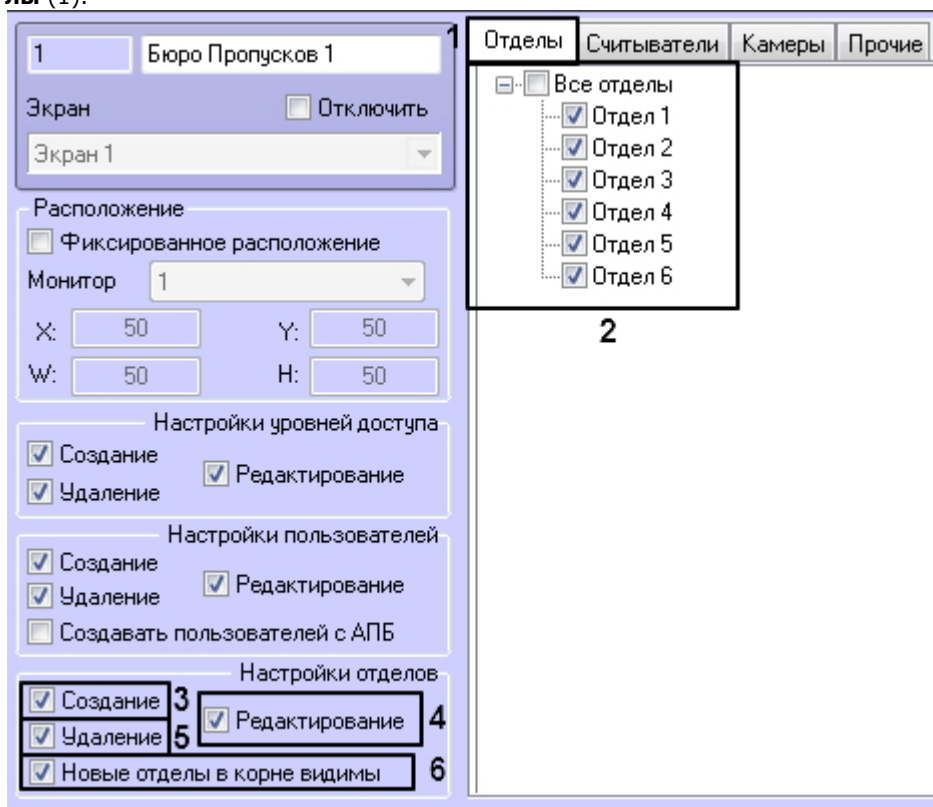 лы (1).
1 Бюро Пропусков 1
Экран Отключить
Экран 1
Расположение
Фиксированное расположение
Монитор 1
X: 50 Y: 50
W: 50 H: 50
Настройки уровней доступа
Создание
Редактирование
Удаление
Настройки пользователей
Создание
Редактирование
Удаление
Создавать пользователей с АПБ
Настройки отделов
Создание 3
Редактирование 4
Удаление 5
Новые отделы в корне видимы 6
1 Отделы Считыватели Камеры Прочие
Все отделы
Отдел 1
Отдел 2
Отдел 3
Отдел 4
Отдел 5
Отдел 6
2